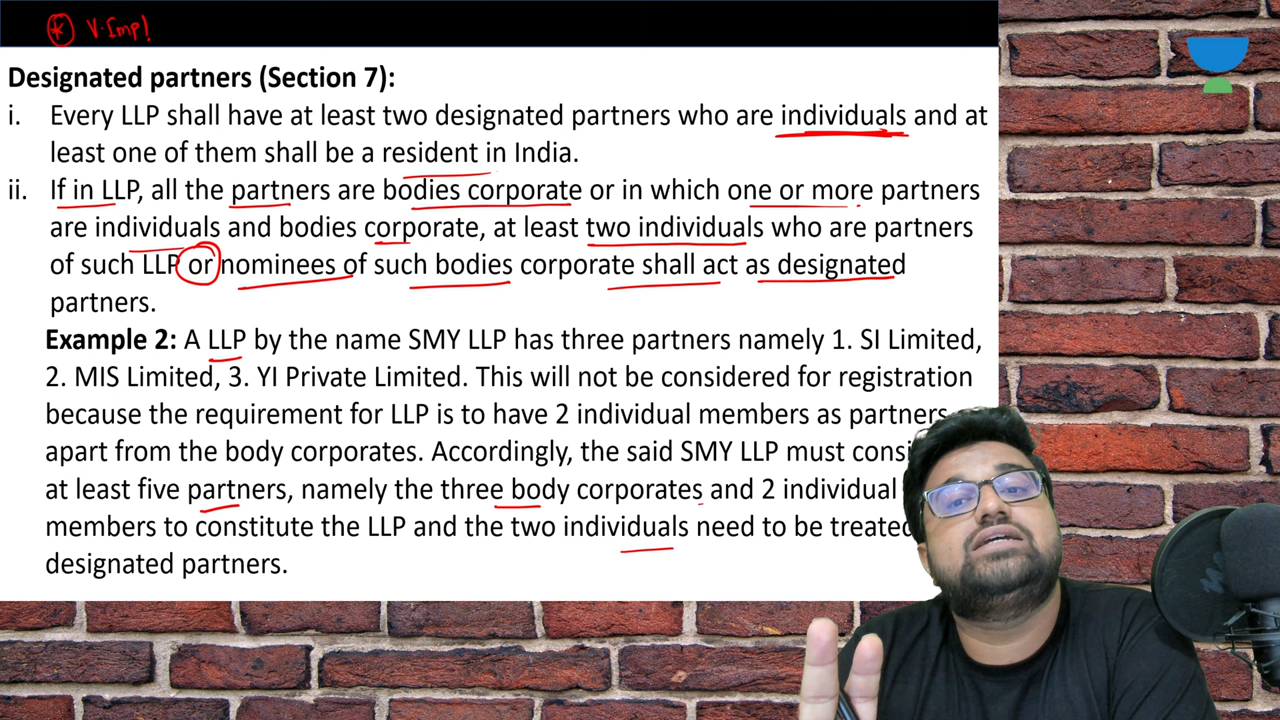 V. Imp!
Designated partners (Section 7):
i. Every LLP shall have at least two designated partners who are individuals and at
least one of them shall be a resident in India.
ii. If in LLP, all the partners are bodies corporate or in which one or more partners
are individuals and bodies corporate, at least two individuals who are partners
of such LLP or nominees of such bodies corporate shall act as designated
partners.
Example 2: A LLP by the name SMY LLP has three partners namely 1. SI Limited,
2. MIS Limited, 3. YI Private Limited. This will not be considered for registration
because the requirement for LLP is to have 2 individual members as partners
apart from the body corporates. Accordingly, the said SMY LLP must
at least five partners, namely the three body corporates and 2 individual
members to constitute the LLP and the two individuals need to be treated
designated partners.